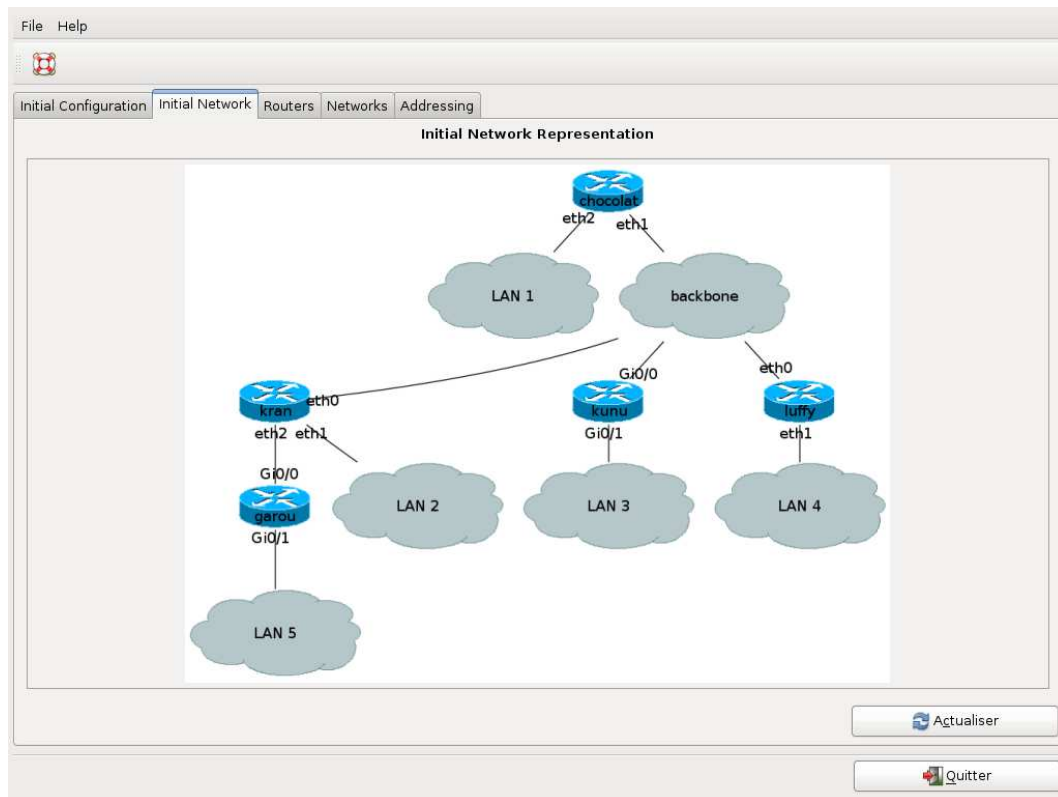 File Help
Initial Configuration Initial Network Routers Networks Addressing
Initial Network Representation
chocolat
eth2 eth1
LAN 1 backbone
Gi0/0 eth0
kran eth0 kunu luffy
eth2 eth1 Gi0/1 eth1
Gi0/0
garou LAN 2 LAN 3 LAN 4
Gi0/1
LAN 5
Actualiser
Quitter